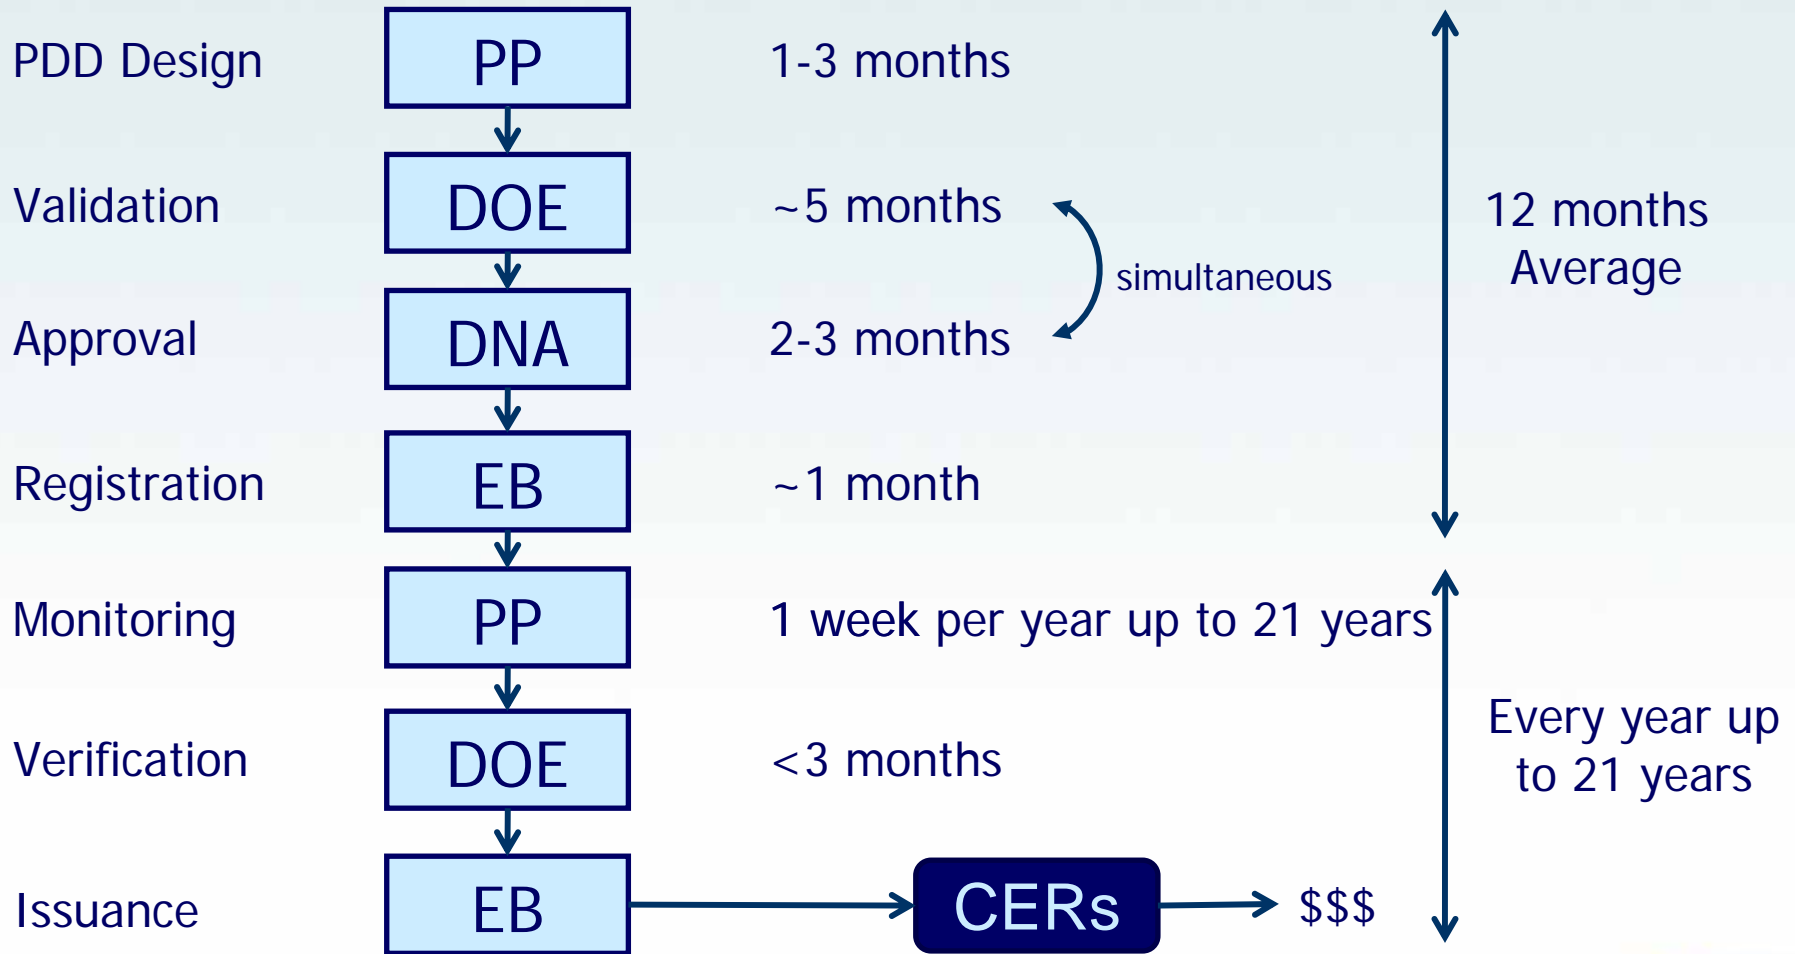 PDD Design PP 1-3 months
Validation DOE ~5 months
simultaneous
12 months
Average
Approval DNA 2-3 months
Registration EB ~1 month
Monitoring PP 1 week per year up to 21 years
Verification DOE <3 months
Every year up
to 21 years
Issuance EB CERs $$$